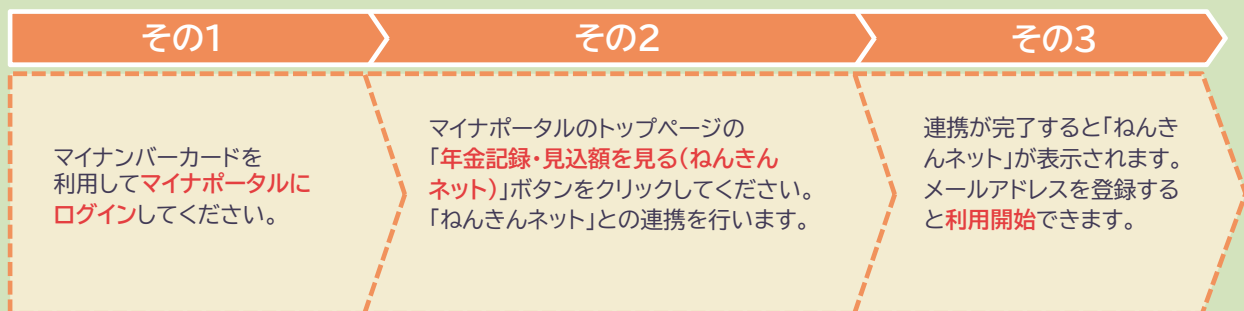 その1
マイナンバーカードを
利用してマイナポータルに
ログインしてください。
その2
マイナポータルのトップページの
「年金記録・見込額を見る(ねんきん
ネット)」ボタンをクリックしてください。
「ねんきんネット」との連携を行います。
その3
連携が完了すると「ねんき
んネット」が表示されます。
メールアドレスを登録する
と利用開始できます。